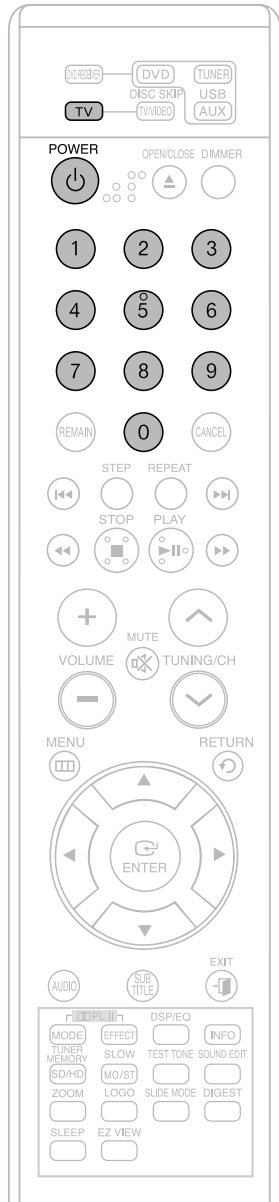 DVD RECEIVER DVD TUNER
DISC SKIP USB
TV TV/VIDEO AUX
POWER OPEN/CLOSE DIMMER
1 2 3
4 5 6
7 8 9
REMAIN 0 CANCEL
STEP REPEAT
STOP PLAY
MUTE
VOLUME TUNING/CH
MENU RETURN
ENTER
EXIT
AUDIO SUB TITLE
PL II DSP/EQ
MODE EFFECT INFO
TUNER MEMORY SLOW TEST TONE SOUND EDIT
SD/HD MO/ST
ZOOM LOGO SLIDE MODE DIGEST
SLEEP EZ VIEW